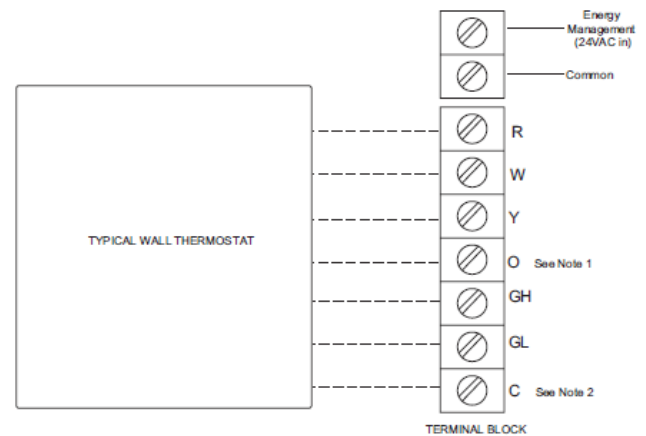 Energy
Management
(24VAC in)
Common
R
W
TYPICAL WALL THERMOSTAT
Y
O See Note 1
GH
GL
C See Note 2
TERMINAL BLOCK